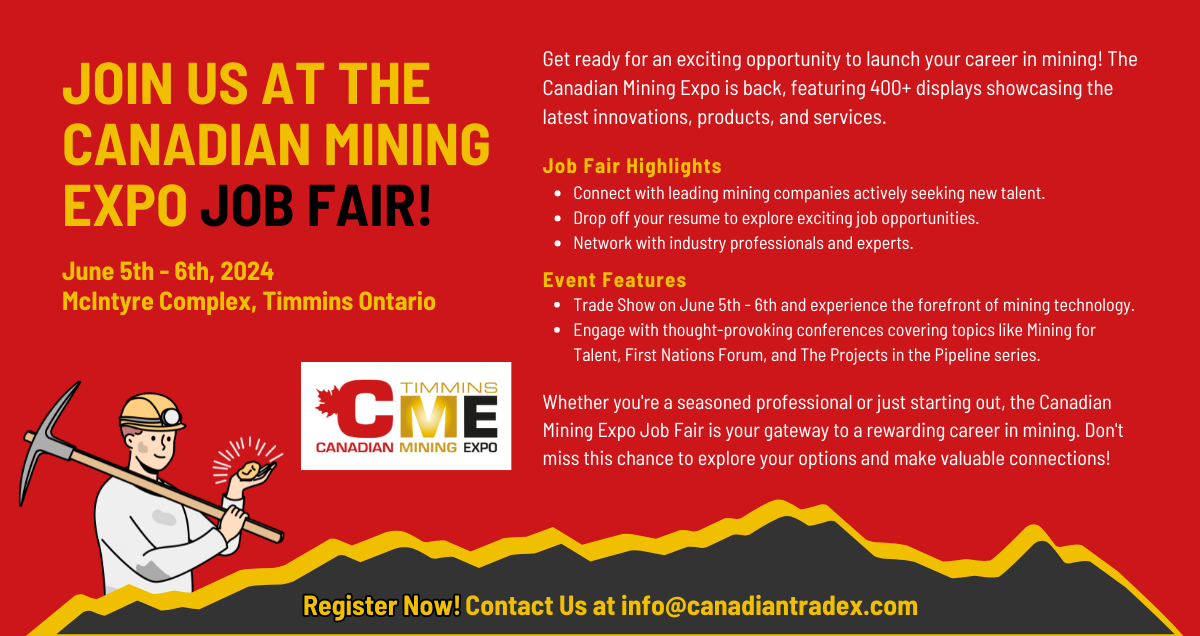 JOIN US AT THE
CANADIAN MINING
EXPO JOB FAIR!
June 5th - 6th, 2024
McIntyre Complex, Timmins Ontario
TIMMINS
CME
CANADIAN MINING EXPO
Get ready for an exciting opportunity to launch your career in mining! The
Canadian Mining Expo is back, featuring 400+ displays showcasing the
latest innovations, products, and services.
Job Fair Highlights
• Connect with leading mining companies actively seeking new talent.
• Drop off your resume to explore exciting job opportunities.
• Network with industry professionals and experts.
Event Features
• Trade Show on June 5th - 6th and experience the forefront of mining technology.
• Engage with thought-provoking conferences covering topics like Mining for
Talent, First Nations Forum, and The Projects in the Pipeline series.
Whether you're a seasoned professional or just starting out, the Canadian
Mining Expo Job Fair is your gateway to a rewarding career in mining. Don't
miss this chance to explore your options and make valuable connections!
Register Now! Contact Us at info@canadiantradex.com